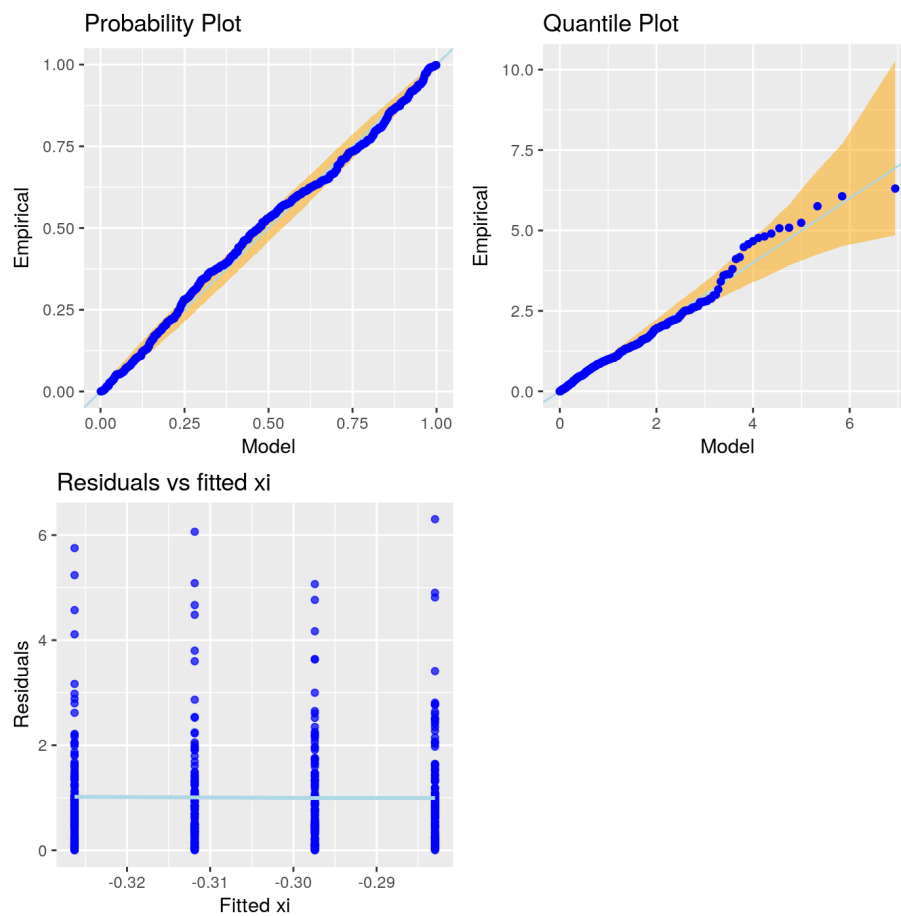 Probability Plot
1.00
0.75
0.50
0.25
0.00
Empirical
0.00 0.25 0.50 0.75 1.00
Model
Quantile Plot
10.0
7.5
5.0
2.5
0.0
Empirical
0 2 4 6
Model
Residuals vs fitted xi
6
4
2
0
Residuals
-0.32 -0.31 -0.30 -0.29
Fitted xi